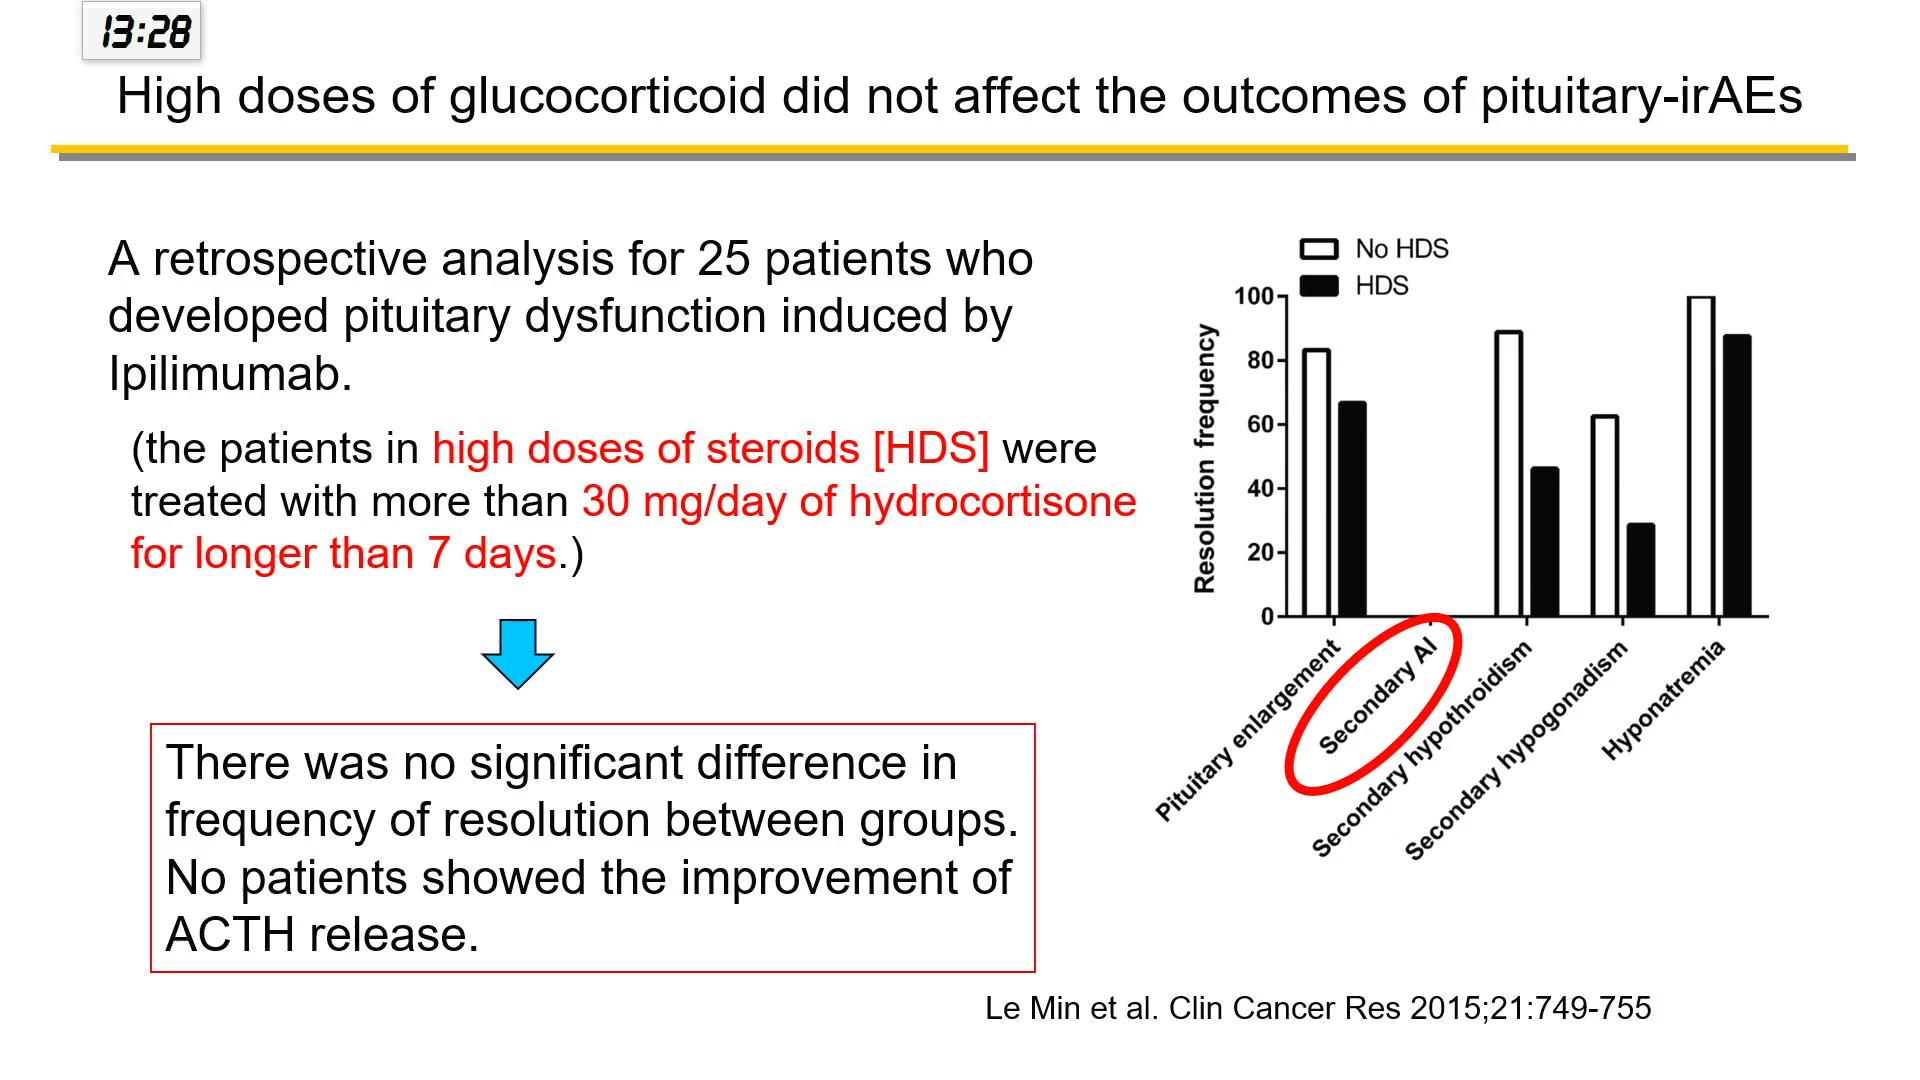 13:28
High doses of glucocorticoid did not affect the outcomes of pituitary-irAEs
A retrospective analysis for 25 patients who
developed pituitary dysfunction induced by
Ipilimumab.
(the patients in high doses of steroids [HDS] were
treated with more than 30 mg/day of hydrocortisone
for longer than 7 days.)
There was no significant difference in
frequency of resolution between groups.
No patients showed the improvement of
ACTH release.
No HDS
HDS
Resolution frequency
100
80
60
40
20
0
Pituitary enlargement
Secondary AI
Secondary hypothroidism
Secondary hypogonadism
Hyponatremia
Le Min et al. Clin Cancer Res 2015;21:749-755